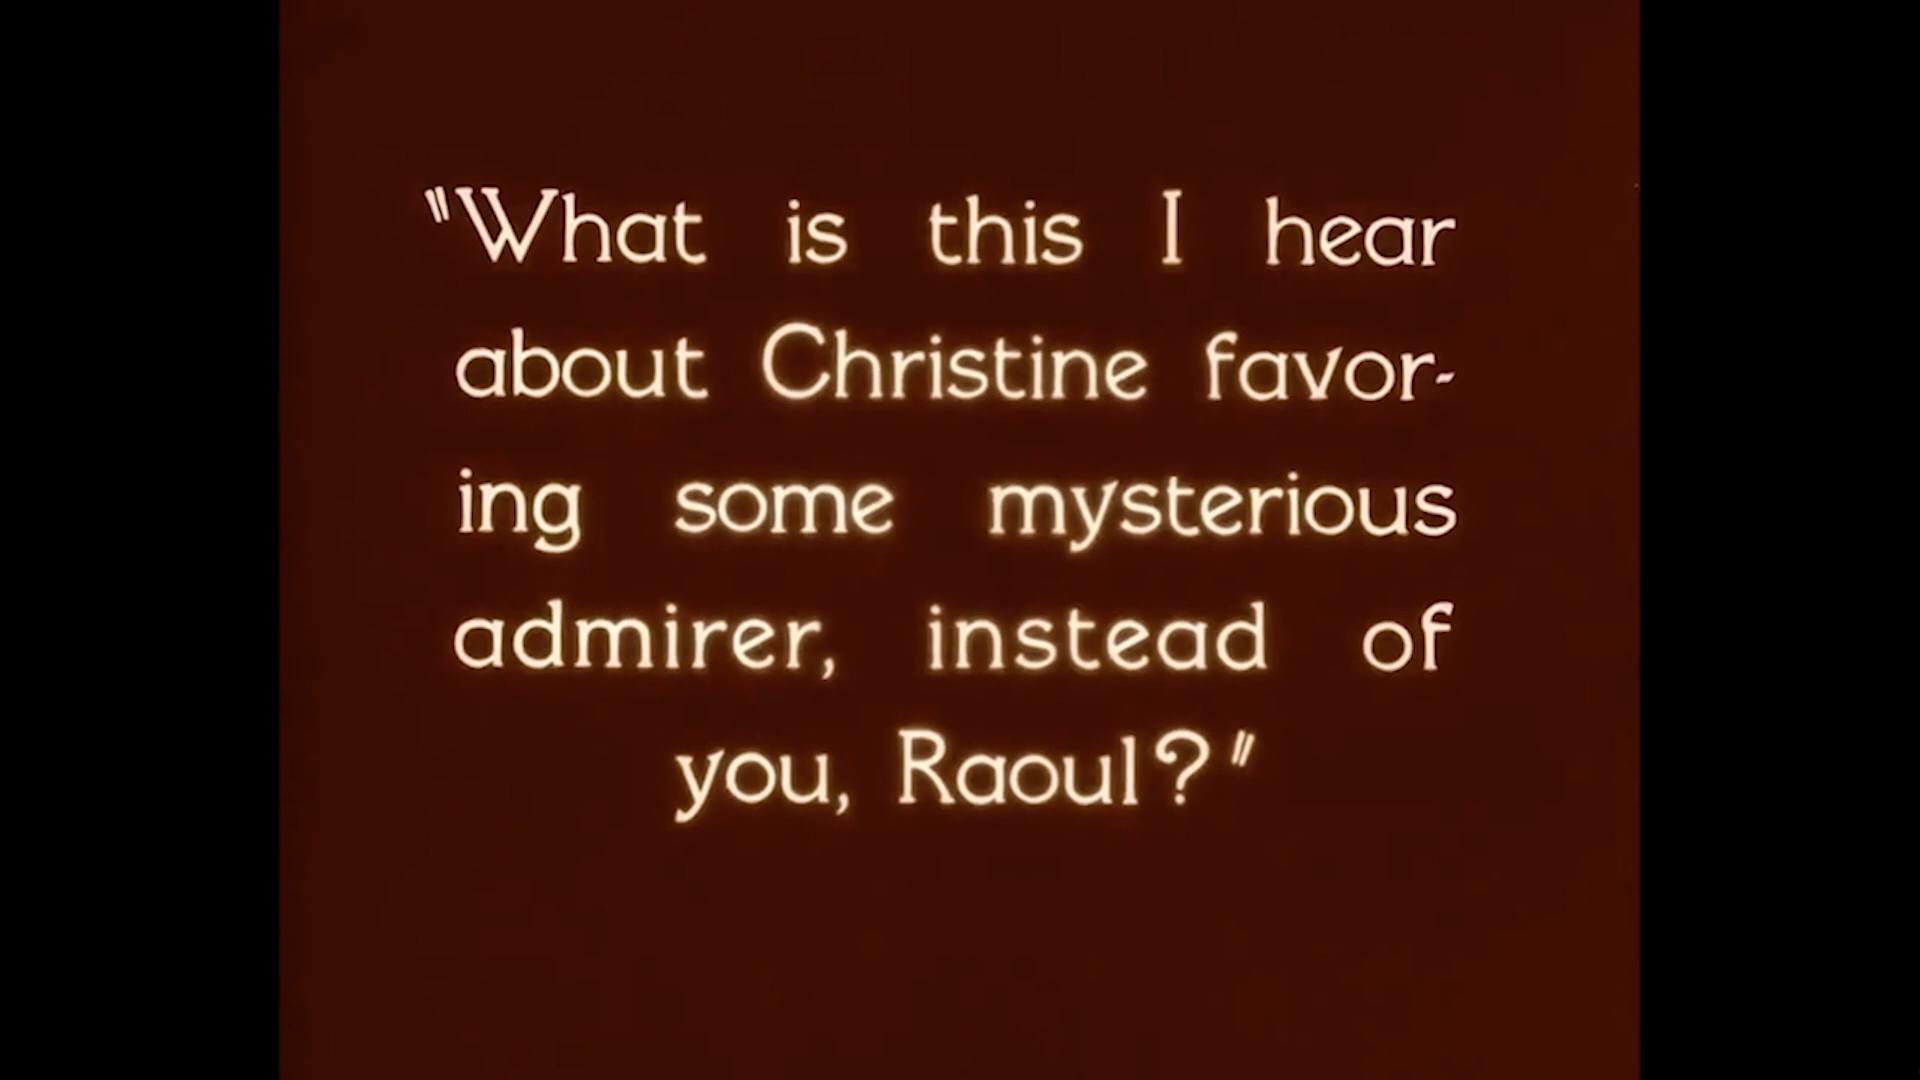 "What is this I hear
about Christine favor-
ing some mysterious
admirer, instead of
you, Raoul?"